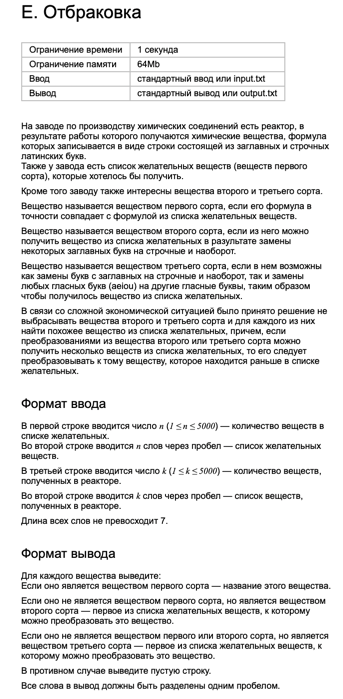 Е. Отбраковка
Ограничение времени 1 секунда
Ограничение памяти 64Mb
Ввод стандартный ввод или input.txt
Вывод стандартный вывод или output.txt
На заводе по производству химических соединений есть реактор, в
результате работы которого получаются химические вещества, формула
которых записывается в виде строки состоящей из заглавных и строчных
латинских букв.
Также у завода есть список желательных веществ (веществ первого
сорта), которые хотелось бы получить.
Кроме того заводу также интересны вещества второго и третьего сорта.
Вещество называется веществом первого сорта, если его формула в
точности совпадает с формулой из списка желательных веществ.
Вещество называется веществом второго сорта, если из него можно
получить вещество из списка желательных в разультате замены
некоторых заглавных букв на строчные и наоборот.
Вещество называется веществом третьего сорта, если в нем возможны
как замены букв с заглавных на строчные и наоборот, так и замены
любых гласных букв (aeiou) на другие гласные буквы, таким образом
чтобы получилось вещество из списка желательных.
В связи со сложной экономической ситуацией было принято решение не
выбрасывать вещества второго и третьего сорта и для каждого из них
найти похожее вещество из списка желательных, причем, если
преобразованиями из вещества второго или третьего сорта можно
получить несколько веществ из списка желательных, то его следует
преобразовывать к тому веществу, которое находится раньше в списке
желательных.
Формат ввода
В первой строке вводится число n (1 ≤ n ≤ 5000) — количество веществ в
списке желательных.
Во второй строке вводится n слов через пробел — список желательных
веществ.
В третьей строке вводится число k (1 ≤ k ≤ 5000) — количество веществ,
полученных в реакторе.
Во второй строке вводится k слов через пробел — список веществ,
полученных в реакторе.
Длина всех слов не превосходит 7.
Формат вывода
Для каждого вещества выведите:
Если оно является веществом первого сорта — название этого вещества.
Если оно не является веществом первого сорта, но является веществом
второго сорта — первое из списка желательных веществ, к которому
можно преобразовать это вещество.
Если оно не является веществом первого или второго сорта, но является
веществом третьего сорта — первое из списка желательных веществ, к
которому можно преобразовать это вещество.
В противном случае выведите пустую строку.
Все слова в вывод должны быть разделены одним пробелом.